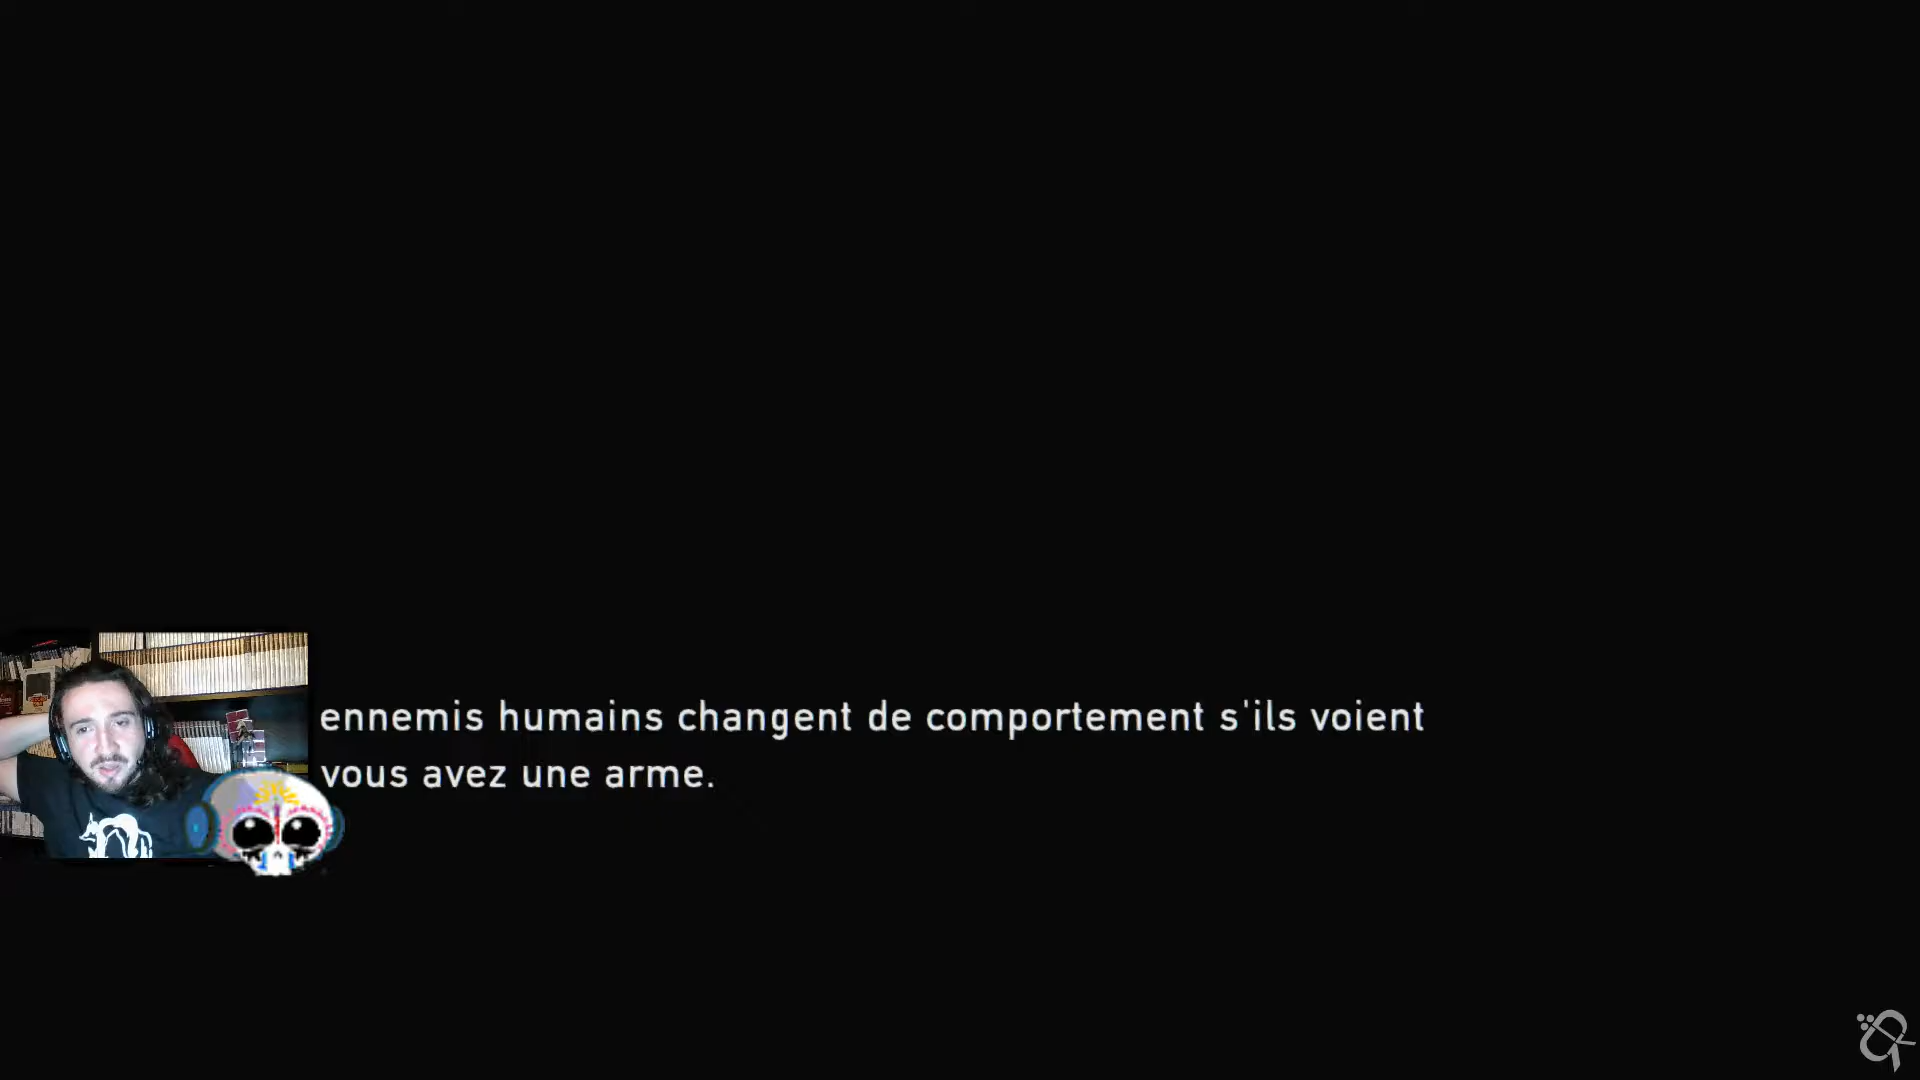 ennemis humains changent de comportement s'ils voient
vous avez une arme.